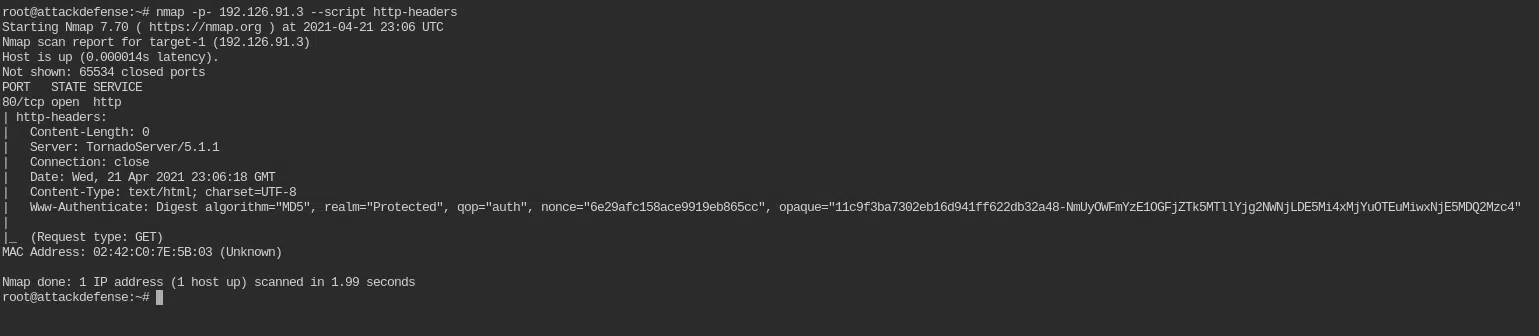 root@attackdefense:~# nmap -p- 192.126.91.3 --script http-headers
Starting Nmap 7.70 ( https://nmap.org ) at 2021-04-21 23:06 UTC
Nmap scan report for target-1 (192.126.91.3)
Host is up (0.000014s latency).
Not shown: 65534 closed ports
PORT   STATE SERVICE
80/tcp open  http
| http-headers:
|   Content-Length: 0
|   Server: TornadoServer/5.1.1
|   Connection: close
|   Date: Wed, 21 Apr 2021 23:06:18 GMT
|   Content-Type: text/html; charset=UTF-8
|   Www-Authenticate: Digest algorithm="MD5", realm="Protected", qop="auth", nonce="6e29afc158ace9919eb865cc", opaque="11c9f3ba7302eb16d941ff622db32a48-NmUyOWFmYzE1OGFjZTk5MTllYjg2NWNjLDE5Mi4xMjYuOTEuMiwxNjE5MDQ2Mzc4"
|
|_  (Request type: GET)
MAC Address: 02:42:C0:7E:5B:03 (Unknown)
Nmap done: 1 IP address (1 host up) scanned in 1.99 seconds
root@attackdefense:~#